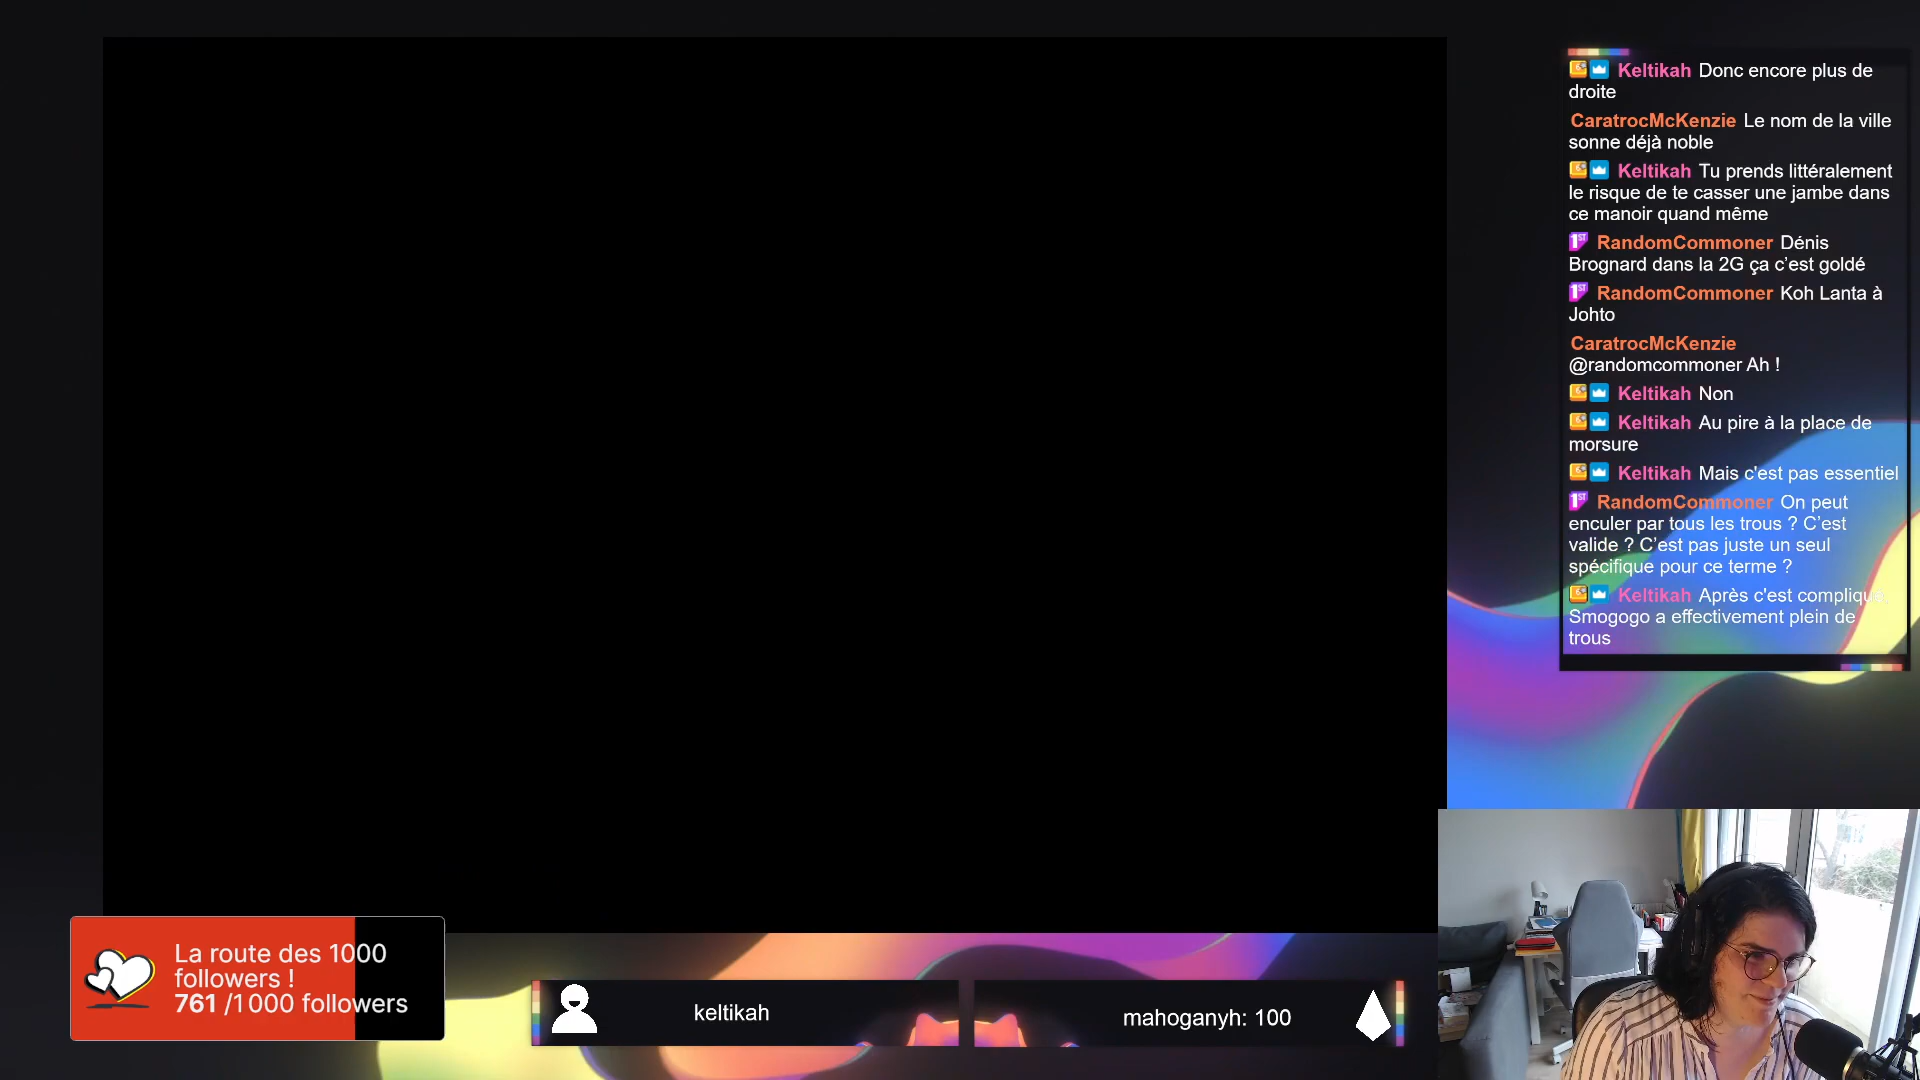 Keltikah Donc encore plus de
droite
CaratrocMcKenzie Le nom de la ville
sonne déjà noble
Keltikah Tu prends littéralement
le risque de te casser une jambe dans
ce manoir quand même
1ST RandomCommoner Dénis
Brognard dans la 2G ça c'est goldé
1ST RandomCommoner Koh Lanta à
Johto
CaratrocMcKenzie
@randomcommoner Ah !
Keltikah Non
Keltikah Au pire à la place de
morsure
Keltikah Mais c'est pas essentiel
1ST RandomCommoner On peut
enculer par tous les trous ? C'est
valide ? C'est pas juste un seul
spécifique pour ce terme ?
Keltikah Après c'est compliqué,
Smogogo a effectivement plein de
trous
La route des 1000
followers !
761 /1 000 followers
keltikah
mahoganyh: 100